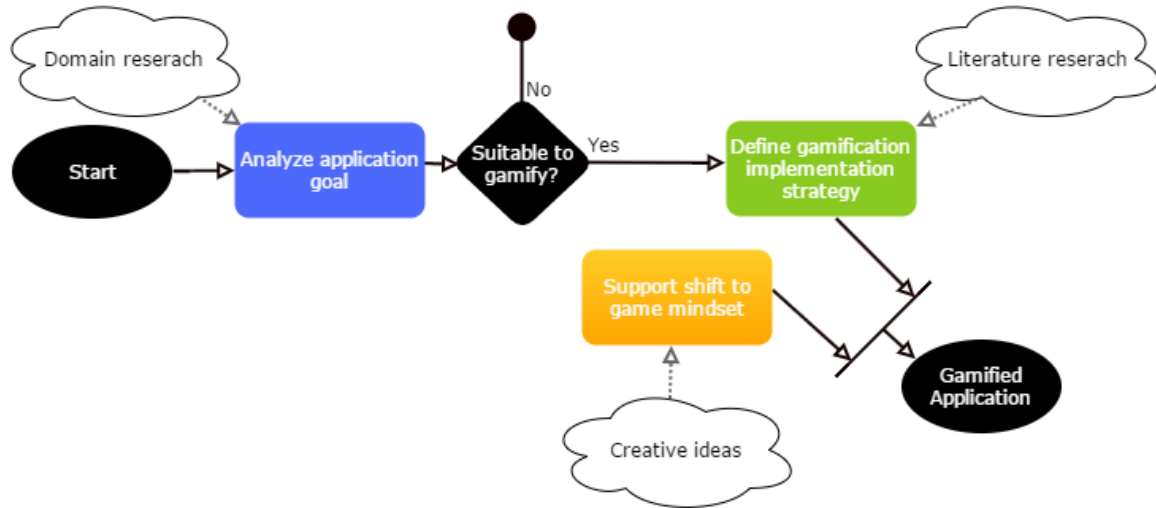 Domain reserach
Literature reserach
No
Start
Analyze application
goal
Suitable to
gamify?
Yes
Define gamification
implementation
strategy
Support shift to
game mindset
Gamified
Application
Creative ideas